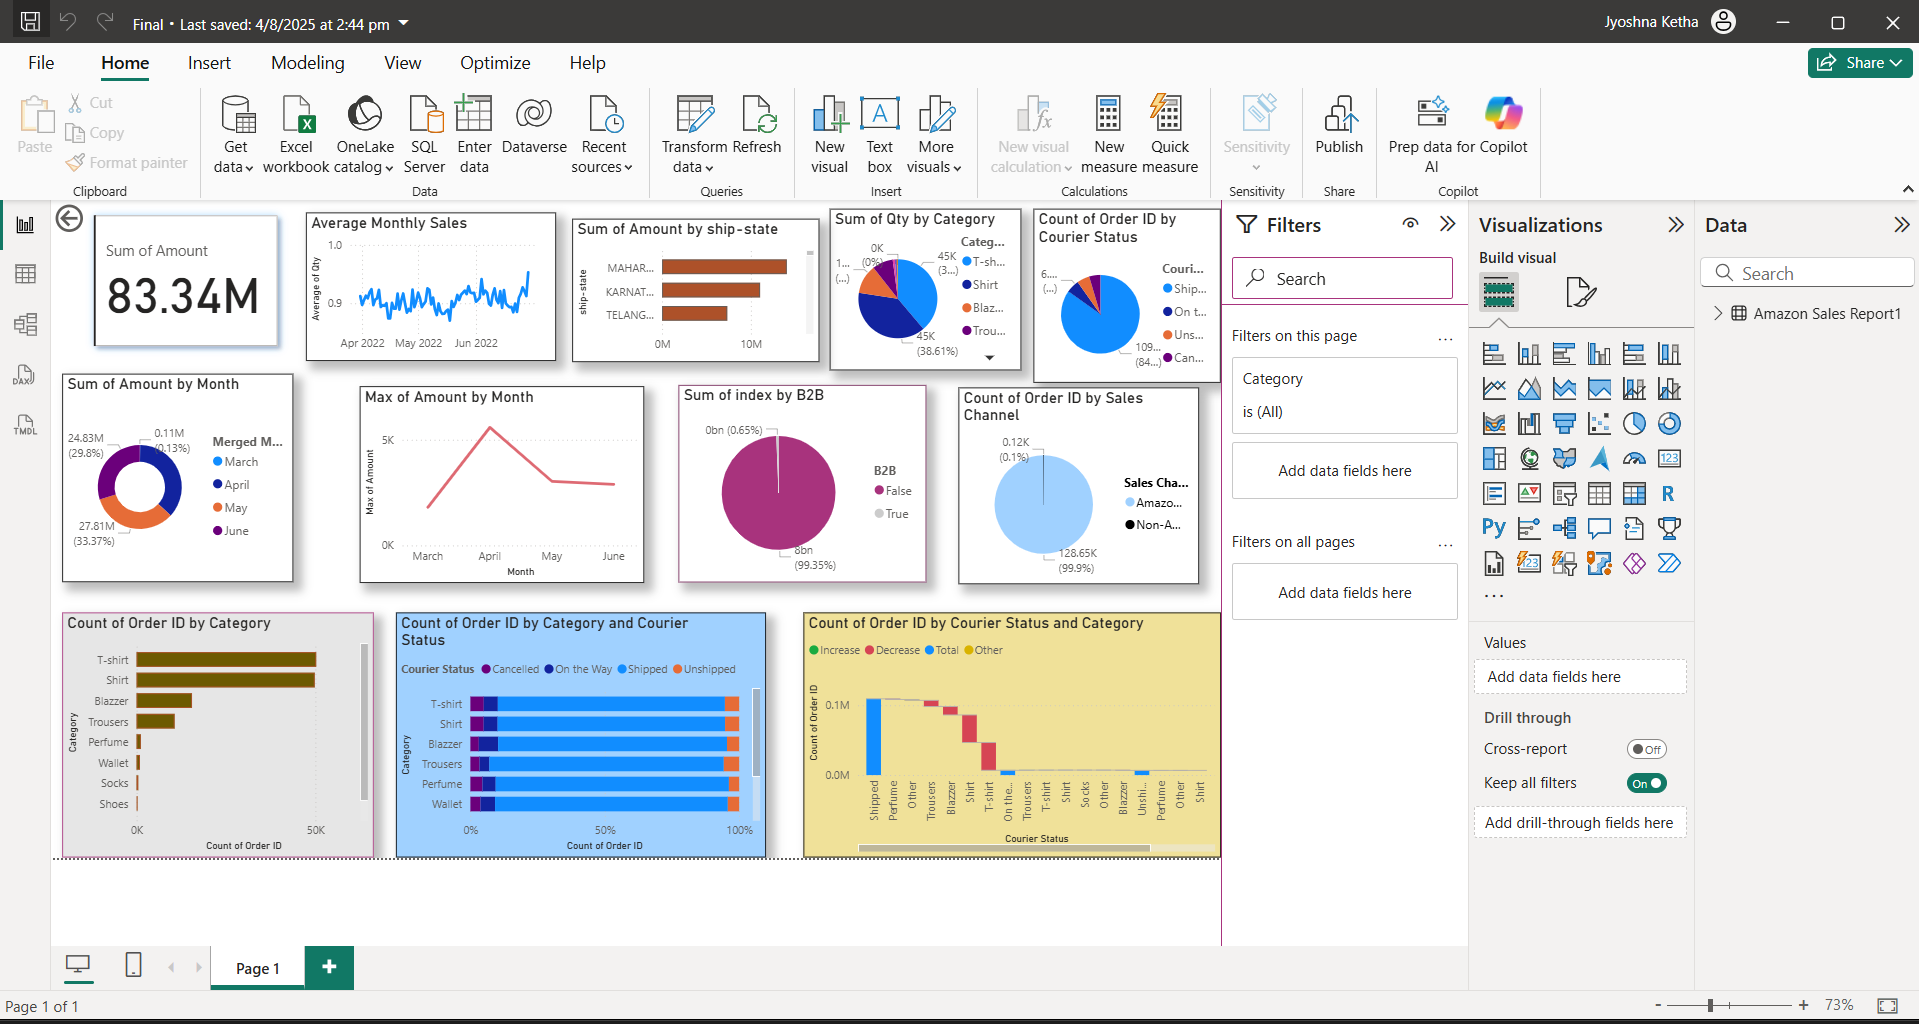 Final • Last saved: 4/8/2025 at 2:44 pm
Jyoshna Ketha
File
Home
Insert
Modeling
View
Optimize
Help
Share
Paste
Cut
Copy
Format painter
Clipboard
Get data
Excel workbook
OneLake catalog
SQL Server
Enter data
Dataverse
Recent sources
Data
Transform data
Refresh
Queries
New visual
Text box
More visuals
Insert
New visual calculation
New measure
Quick measure
Calculations
Sensitivity
Sensitivity
Publish
Share
Prep data for AI
Copilot
Copilot
DAX
TMDL
Sum of Amount
83.34M
Average Monthly Sales
Average of Qty
1.0
0.9
Apr 2022
May 2022
Jun 2022
Sum of Amount by ship-state
ship-state
MAHAR...
KARNAT...
TELANG...
0M
10M
Sum of Qty by Category
0K
(0%)
1...
(...)
45K
(3...)
45K
(38.61%)
Categ...
T-sh...
Shirt
Blaz...
Trou...
Count of Order ID by
Courier Status
6...
(...)
109...
(84...)
Couri...
Ship...
On t...
Uns...
Can...
Sum of Amount by Month
24.83M
(29.8%)
0.11M
(0.13%)
27.81M
(33.37%)
Merged M...
March
April
May
June
Max of Amount by Month
Max of Amount
5K
0K
March
April
May
June
Month
Sum of index by B2B
0bn (0.65%)
8bn
(99.35%)
B2B
False
True
Count of Order ID by Sales
Channel
0.12K
(0.1%)
128.65K
(99.9%)
Sales Cha...
Amazo...
Non-A...
Count of Order ID by Category
Category
T-shirt
Shirt
Blazzer
Trousers
Perfume
Wallet
Socks
Shoes
0K
50K
Count of Order ID
Count of Order ID by Category and Courier
Status
Courier Status
Cancelled
On the Way
Shipped
Unshipped
Category
T-shirt
Shirt
Blazzer
Trousers
Perfume
Wallet
0%
50%
100%
Count of Order ID
Count of Order ID by Courier Status and Category
Increase
Decrease
Total
Other
Count of Order ID
0.1M
0.0M
Shipped
Perfume
Other
Trousers
Blazzer
Shirt
T-shirt
On the...
Trousers
T-shirt
Shirt
Socks
Other
Blazzer
Unshi...
Perfume
Other
Shirt
Courier Status
Filters
Search
Filters on this page
...
Category
is (All)
Add data fields here
Filters on all pages
...
Add data fields here
Visualizations
Build visual
123
R
Py
123
...
Values
Add data fields here
Drill through
Cross-report
Off
Keep all filters
On
Add drill-through fields here
Data
Search
Amazon Sales Report1
Page 1
+
Page 1 of 1
-
+
73%